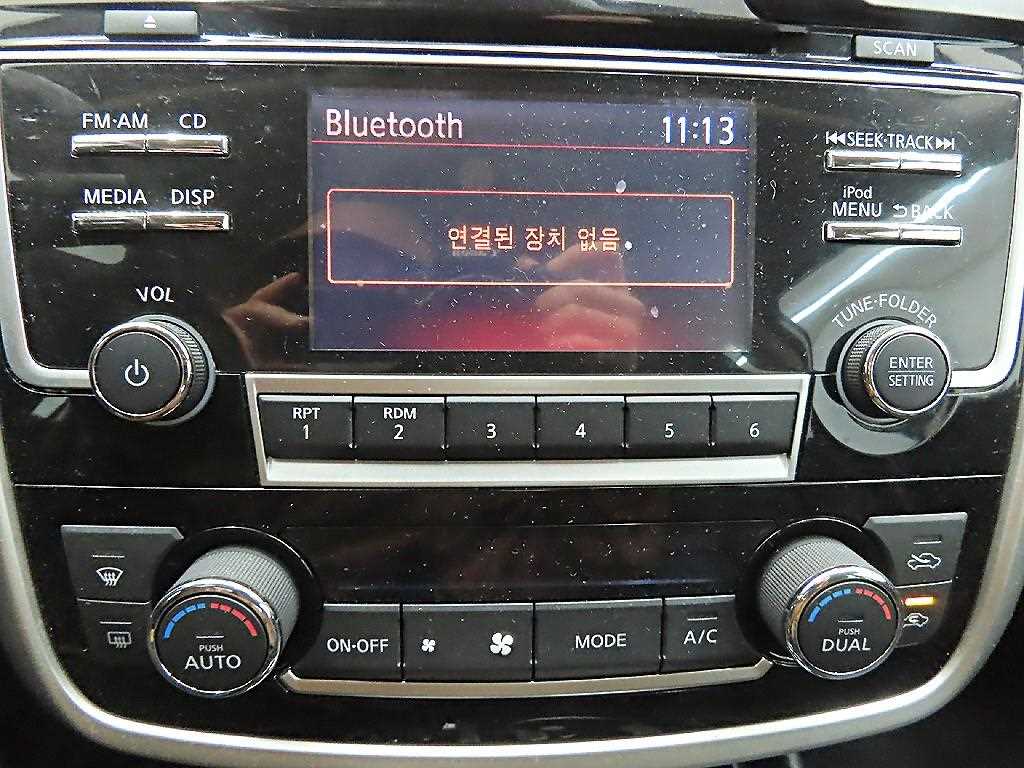 SCAN
FM·AM CD
SEEK·TRACK
MEDIA DISP
iPod
MENU BACK
Bluetooth 11:13
연결된 장치 없음
VOL
TUNE·FOLDER
ENTER
SETTING
RPT
1
RDM
2
3
4
5
6
PUSH
AUTO
ON·OFF
MODE
A/C
PUSH
DUAL